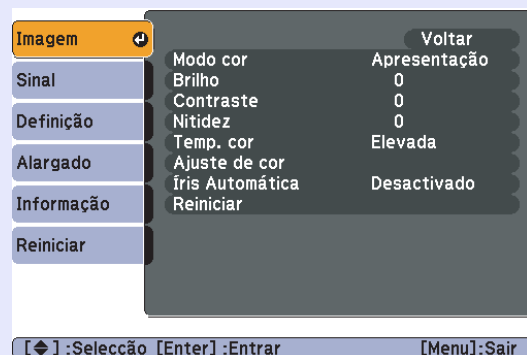 Imagem
Sinal
Definição
Alargado
Informação
Reiniciar
Voltar
Modo cor Apresentação
Brilho 0
Contraste 0
Nitidez 0
Temp. cor Elevada
Ajuste de cor
Íris Automática Desactivado
Reiniciar
[ ] :Selecção [Enter] :Entrar [Menu]:Sair